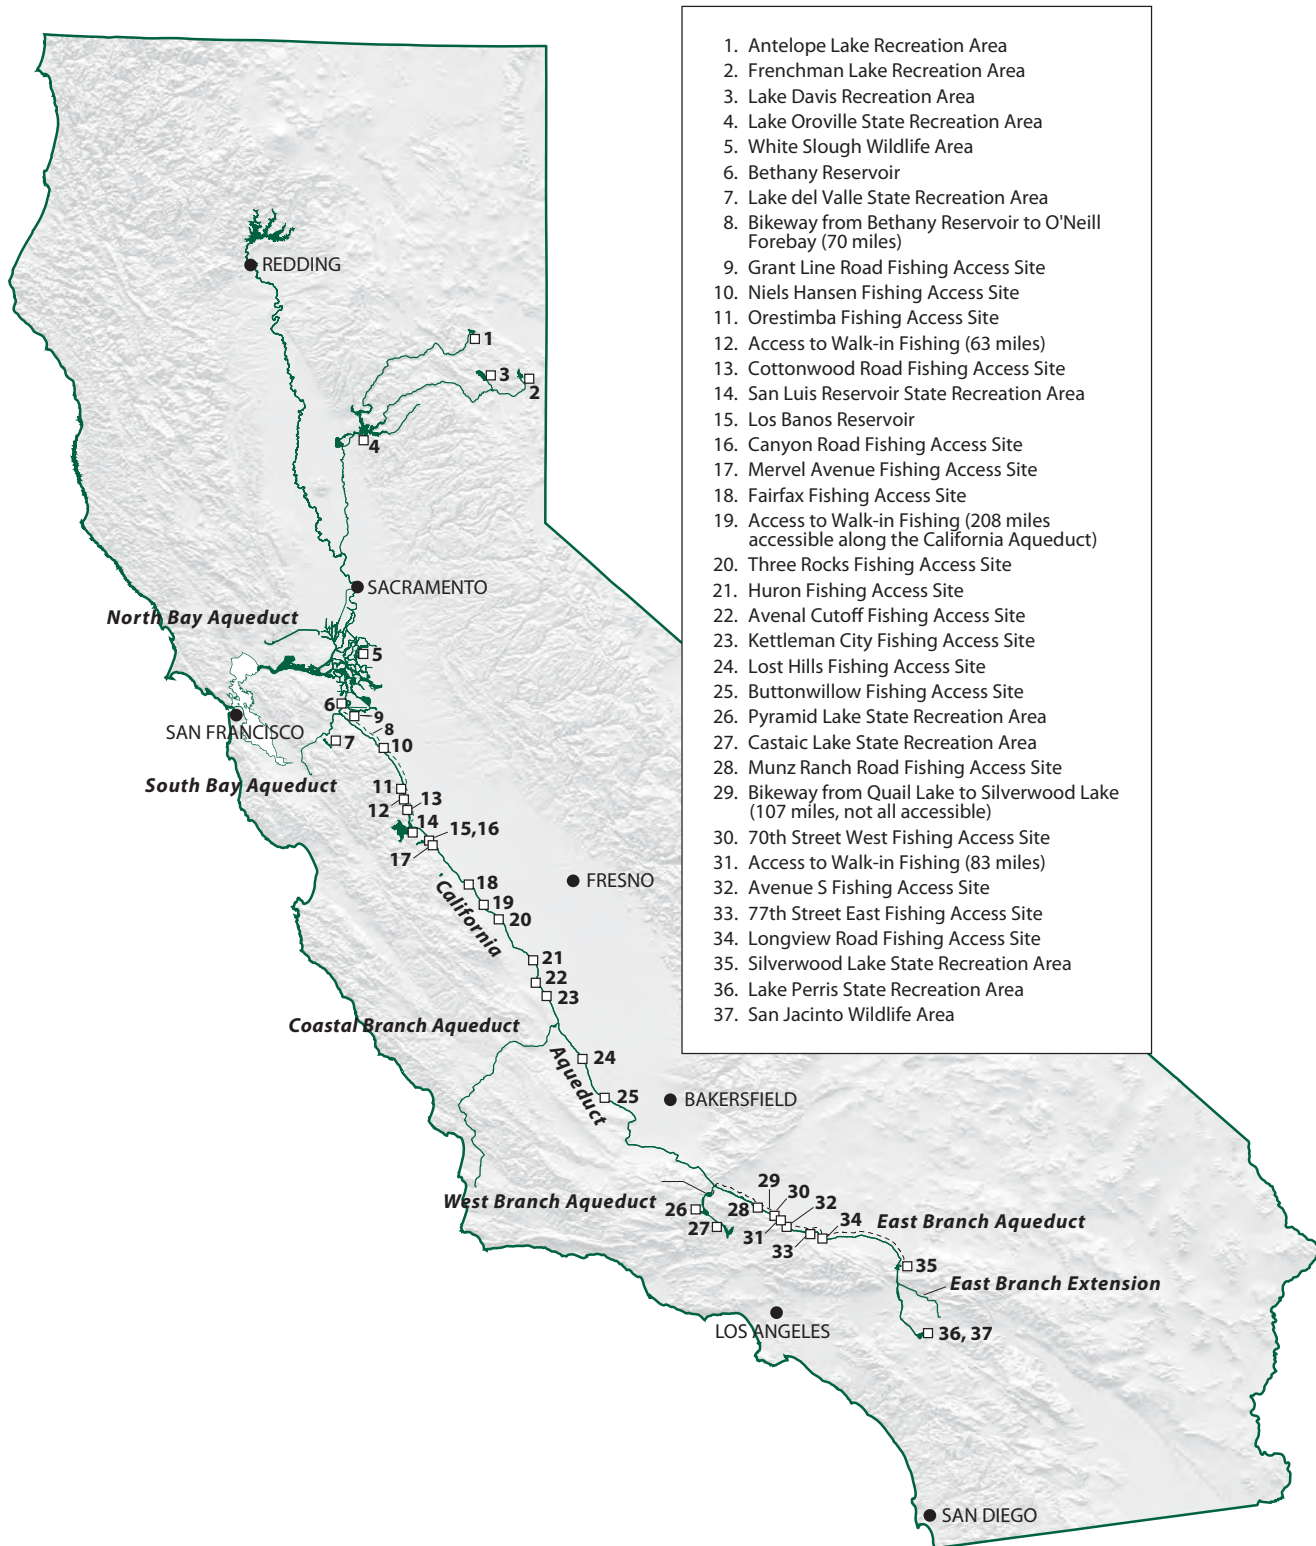 1. Antelope Lake Recreation Area
2. Frenchman Lake Recreation Area
3. Lake Davis Recreation Area
4. Lake Oroville State Recreation Area
5. White Slough Wildlife Area
6. Bethany Reservoir
7. Lake del Valle State Recreation Area
8. Bikeway from Bethany Reservoir to O'Neill
Forebay (70 miles)
9. Grant Line Road Fishing Access Site
10. Niels Hansen Fishing Access Site
11. Orestimba Fishing Access Site
12. Access to Walk-in Fishing (63 miles)
13. Cottonwood Road Fishing Access Site
14. San Luis Reservoir State Recreation Area
15. Los Banos Reservoir
16. Canyon Road Fishing Access Site
17. Mervel Avenue Fishing Access Site
18. Fairfax Fishing Access Site
19. Access to Walk-in Fishing (208 miles
accessible along the California Aqueduct)
20. Three Rocks Fishing Access Site
21. Huron Fishing Access Site
22. Avenal Cutoff Fishing Access Site
23. Kettleman City Fishing Access Site
24. Lost Hills Fishing Access Site
25. Buttonwillow Fishing Access Site
26. Pyramid Lake State Recreation Area
27. Castaic Lake State Recreation Area
28. Munz Ranch Road Fishing Access Site
29. Bikeway from Quail Lake to Silverwood Lake
(107 miles, not all accessible)
30. 70th Street West Fishing Access Site
31. Access to Walk-in Fishing (83 miles)
32. Avenue S Fishing Access Site
33. 77th Street East Fishing Access Site
34. Longview Road Fishing Access Site
35. Silverwood Lake State Recreation Area
36. Lake Perris State Recreation Area
37. San Jacinto Wildlife Area
REDDING
1
3
2
4
SACRAMENTO
North Bay Aqueduct
5
6
9
SAN FRANCISCO
8
7
10
South Bay Aqueduct
11
12
13
14
15,16
17
FRESNO
18
California
19
20
21
22
23
Coastal Branch Aqueduct
24
Aqueduct
25
BAKERSFIELD
29
30
West Branch Aqueduct
26
28
32
27
31
34
East Branch Aqueduct
33
35
East Branch Extension
LOS ANGELES
36, 37
SAN DIEGO